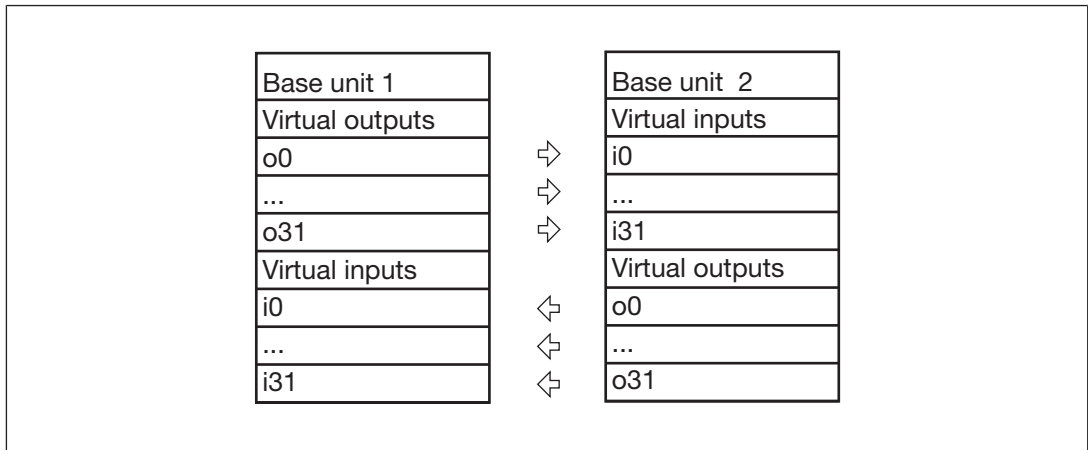 Base unit 1
Virtual outputs
o0
...
o31
Virtual inputs
i0
...
i31
Base unit 2
Virtual inputs
i0
...
i31
Virtual outputs
o0
...
o31